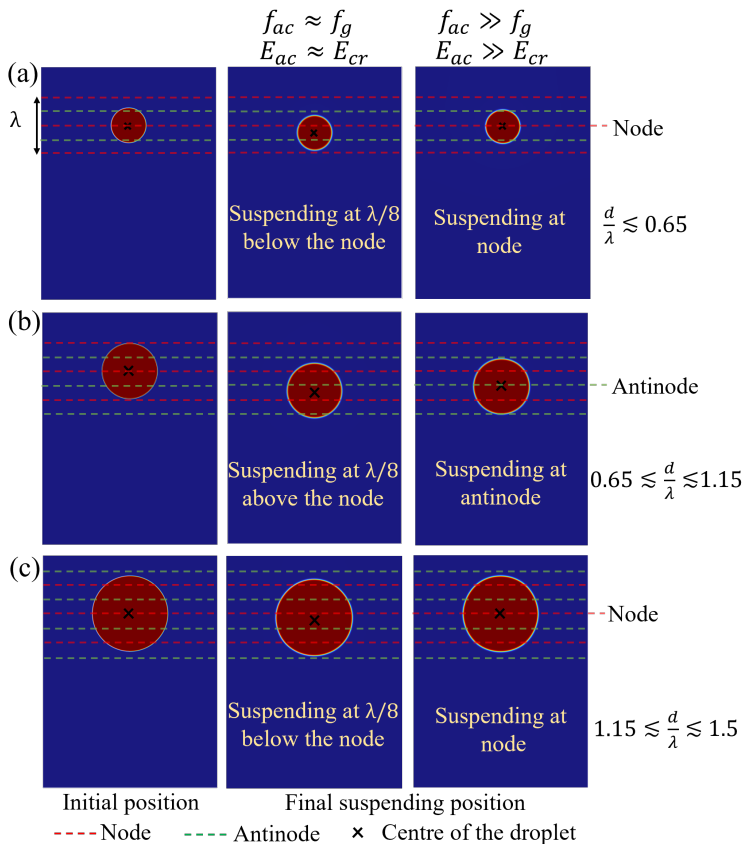 f_ac ≈ f_g
E_ac ≈ E_cr
f_ac ≫ f_g
E_ac ≫ E_cr
(a)
λ
Node
Suspending at λ/8
below the node
Suspending at
node
d/λ ≲ 0.65
(b)
Antinode
Suspending at λ/8
above the node
Suspending at
antinode
0.65 ≲ d/λ ≲1.15
(c)
Node
Suspending at λ/8
below the node
Suspending at
node
1.15 ≲ d/λ ≲ 1.5
Initial position
Final suspending position
Node
Antinode
× Centre of the droplet